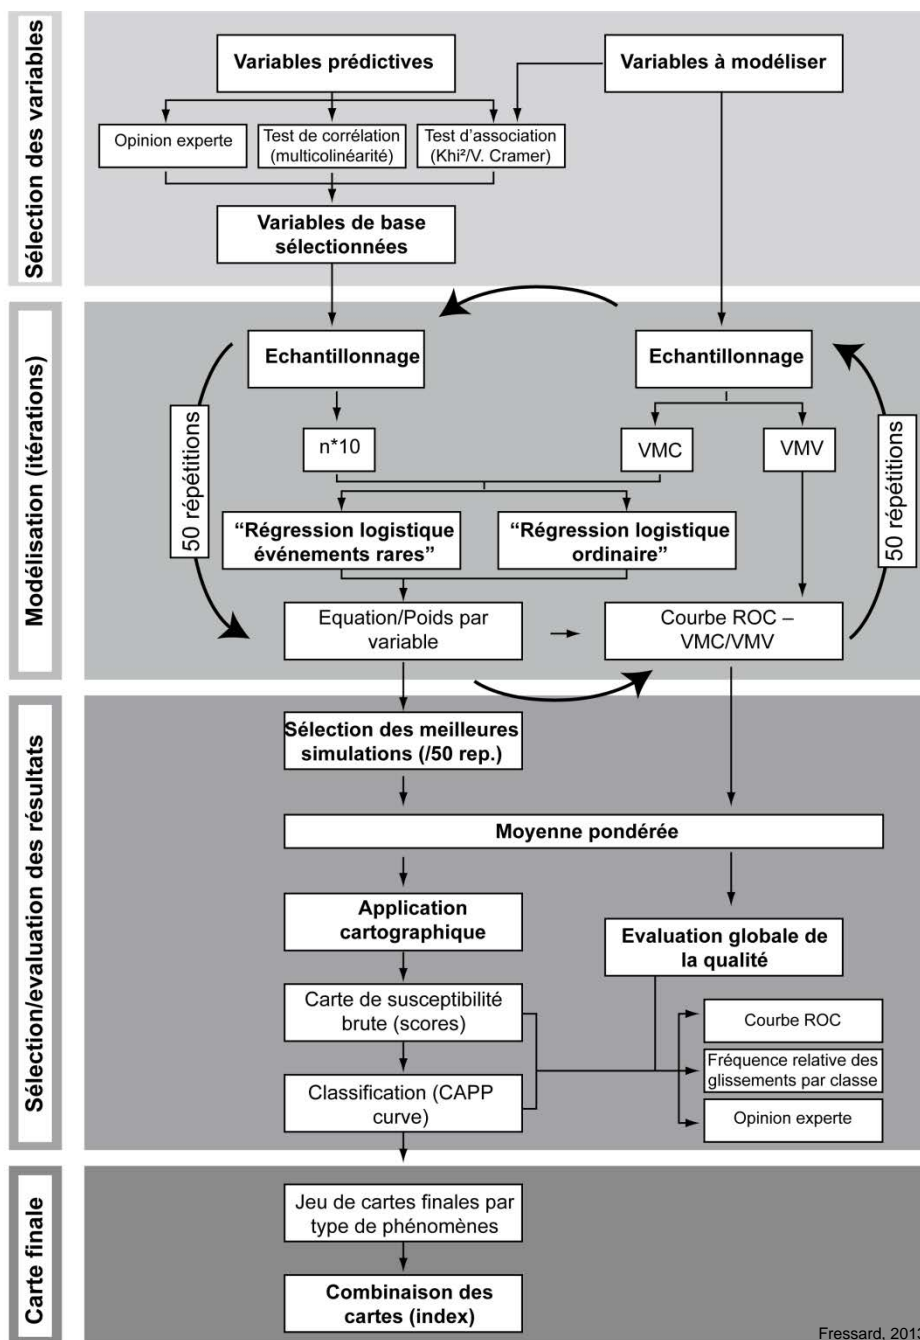 Sélection des variables
Variables prédictives
Variables à modéliser
Opinion experte
Test de corrélation
(multicolinéarité)
Test d'association
(Khi²/V. Cramer)
Variables de base
sélectionnées
Modélisation (itérations)
Echantillonnage
Echantillonnage
50 répétitions
n*10
VMC
VMV
50 répétitions
“Régression logistique
événements rares”
“Régression logistique
ordinaire”
Equation/Poids par
variable
Courbe ROC –
VMC/VMV
Sélection/evaluation des résultats
Sélection des meilleures
simulations (/50 rep.)
Moyenne pondérée
Application
cartographique
Evaluation globale de
la qualité
Carte de susceptibilité
brute (scores)
Courbe ROC
Fréquence relative des
glissements par classe
Classification (CAPP
curve)
Opinion experte
Carte finale
Jeu de cartes finales par
type de phénomènes
Combinaison des
cartes (index)
Fressard, 2013